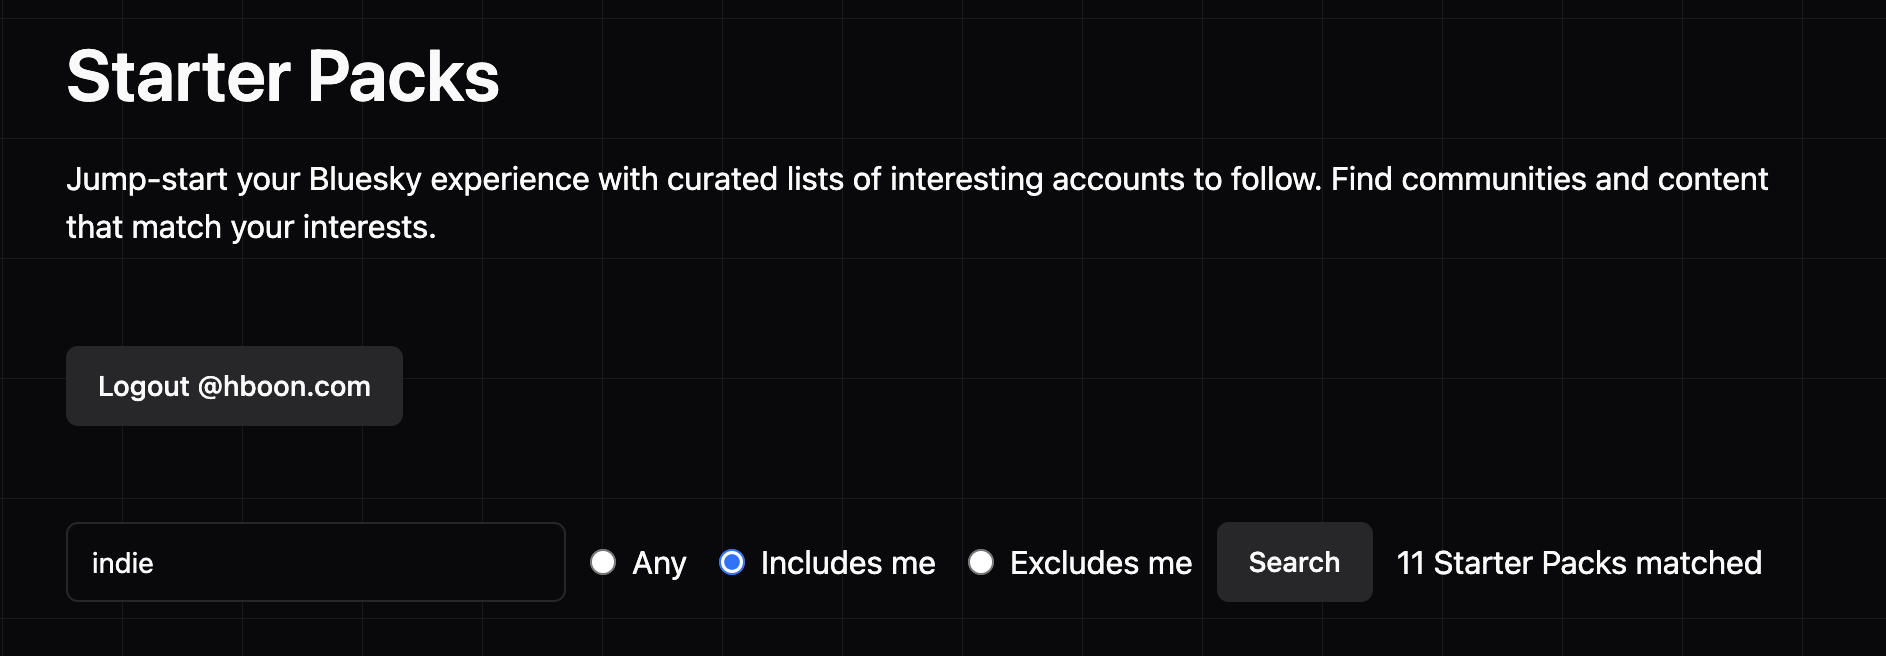 Starter Packs
Jump-start your Bluesky experience with curated lists of interesting accounts to follow. Find communities and content
that match your interests.
Logout @hboon.com
indie Any Includes me Excludes me Search 11 Starter Packs matched